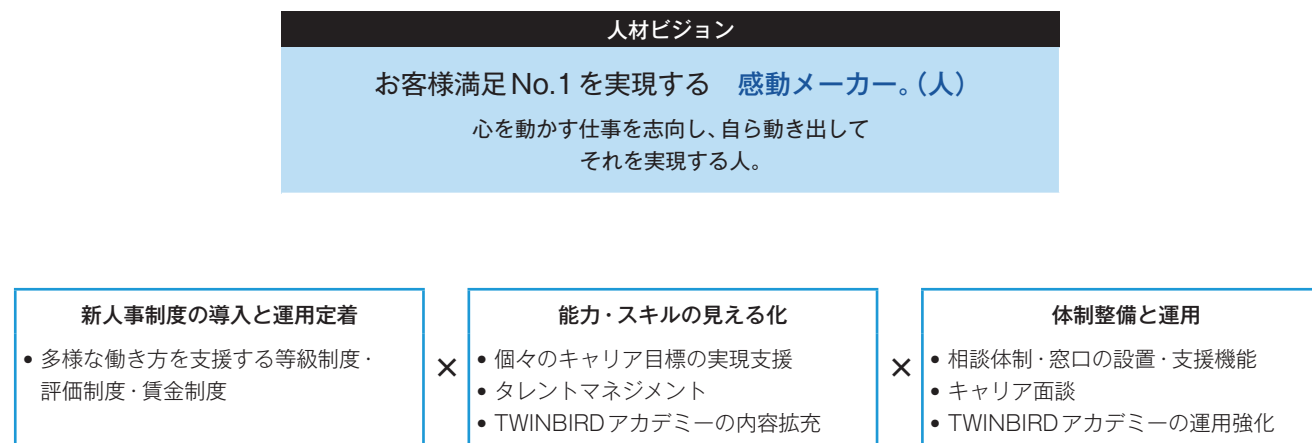 人材ビジョン
お客様満足No.1を実現する 感動メーカー。(人)
心を動かす仕事を志向し、自ら動き出して
それを実現する人。
新人事制度の導入と運用定着
• 多様な働き方を支援する等級制度・
評価制度・賃金制度
×
能力・スキルの見える化
• 個々のキャリア目標の実現支援
• タレントマネジメント
• TWINBIRDアカデミーの内容拡充
×
体制整備と運用
• 相談体制・窓口の設置・支援機能
• キャリア面談
• TWINBIRDアカデミーの運用強化